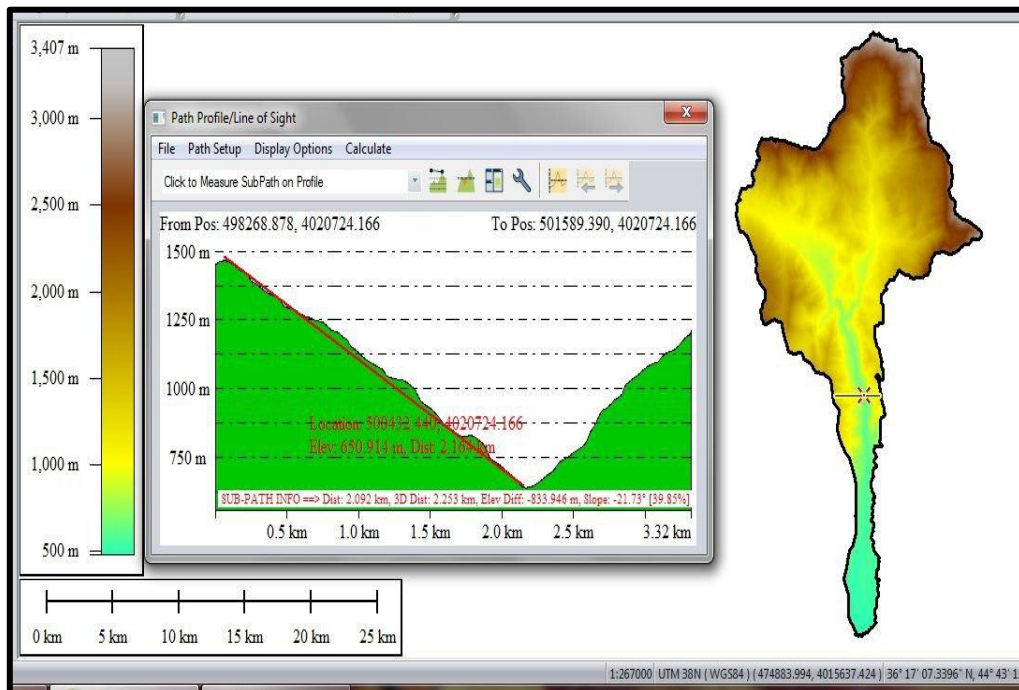 3,407 m
3,000 m
2,500 m
2,000 m
1,500 m
1,000 m
500 m
Path Profile/Line of Sight
X
File Path Setup Display Options Calculate
Click to Measure SubPath on Profile
From Pos: 498268.878, 4020724.166 To Pos: 501589.390, 4020724.166
1500 m
1250 m
1000 m
750 m
Location: 500432.440, 4020724.166
Elev: 650.914 m, Dist: 2.164 km
SUB-PATH INFO ==> Dist: 2.092 km, 3D Dist: 2.253 km, Elev Diff: -833.946 m, Slope: -21.73° [39.85%]
0.5 km 1.0 km 1.5 km 2.0 km 2.5 km 3.32 km
0 km 5 km 10 km 15 km 20 km 25 km
1:267000 UTM 38N ( WGS84 ) ( 474883.994, 4015637.424 ) 36° 17' 07.3396" N, 44° 43' 1